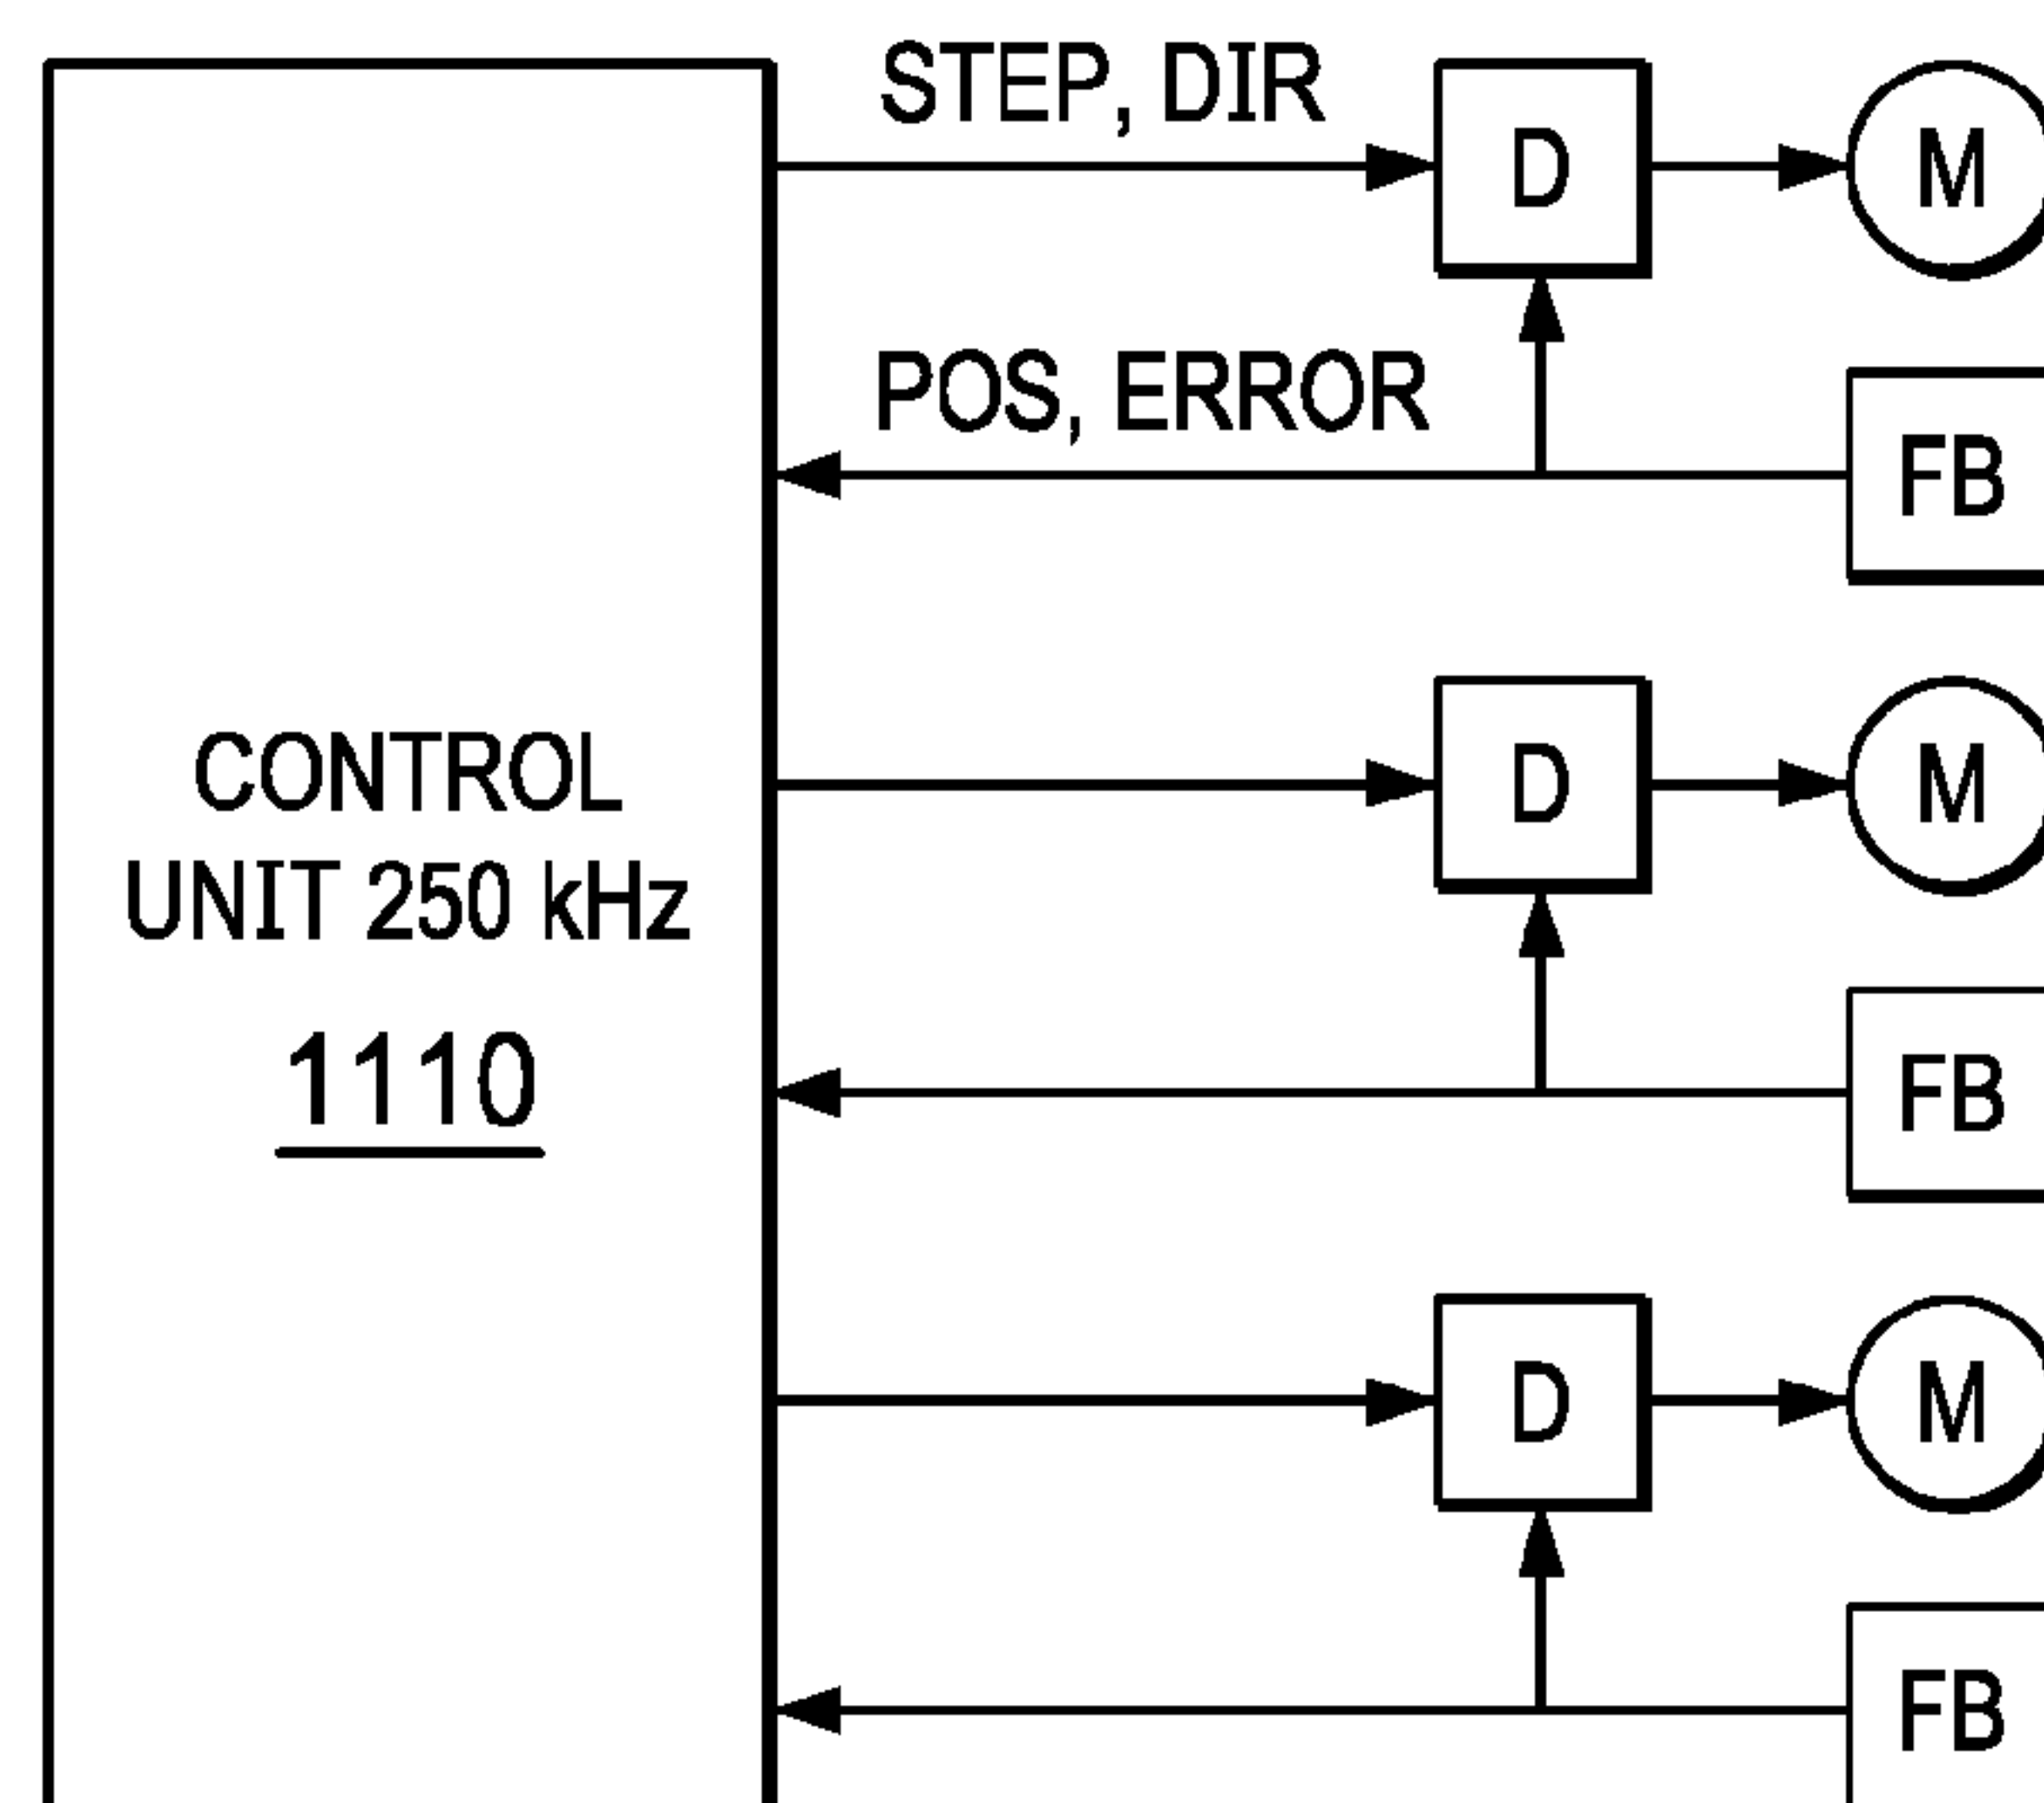 STEP, DIR
D
M
POS, ERROR
FB
CONTROL
UNIT 250 kHz
1110
D
M
FB
D
M
FB